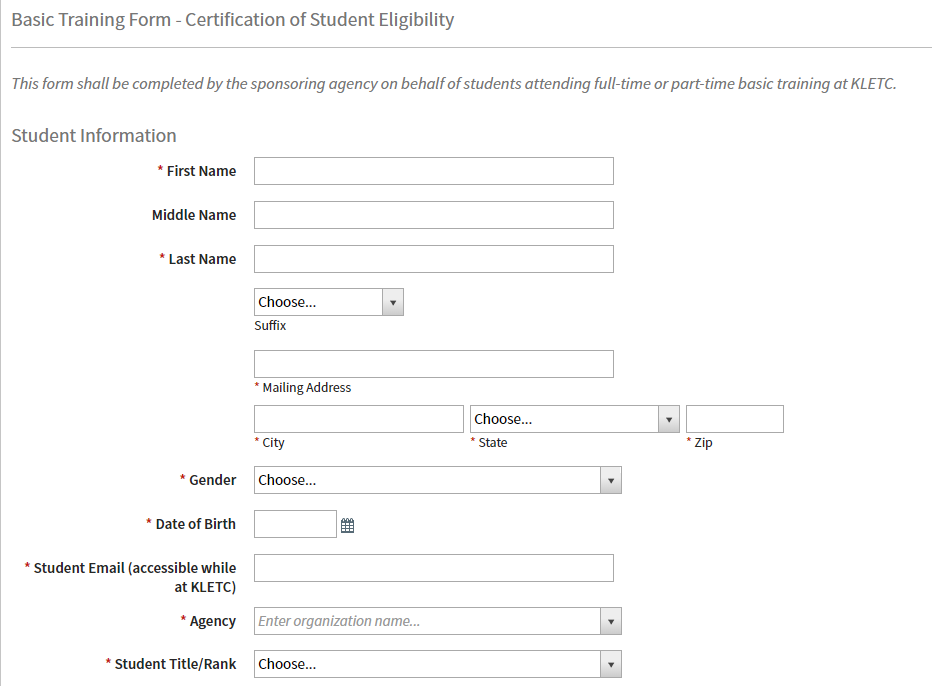 Basic Training Form - Certification of Student Eligibility
This form shall be completed by the sponsoring agency on behalf of students attending full-time or part-time basic training at KLETC.
Student Information
* First Name
Middle Name
* Last Name
Choose...
Suffix
* Mailing Address
Choose...
* City * State * Zip
* Gender Choose...
* Date of Birth
* Student Email (accessible while
at KLETC)
* Agency Enter organization name...
* Student Title/Rank Choose...